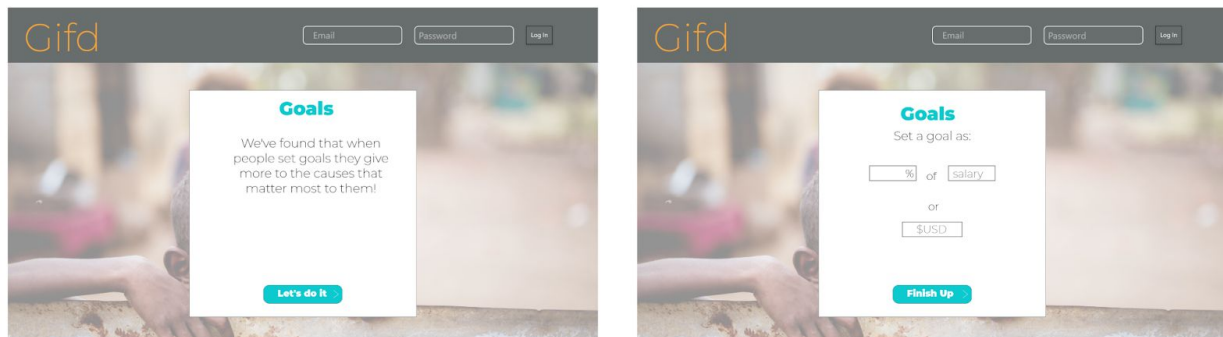 Gifd
Email
Password
Log in
Goals
We've found that when
people set goals they give
more to the causes that
matter most to them!
Let's do it >
Gifd
Email
Password
Log in
Goals
Set a goal as:
% of salary
or
$USD
Finish Up >